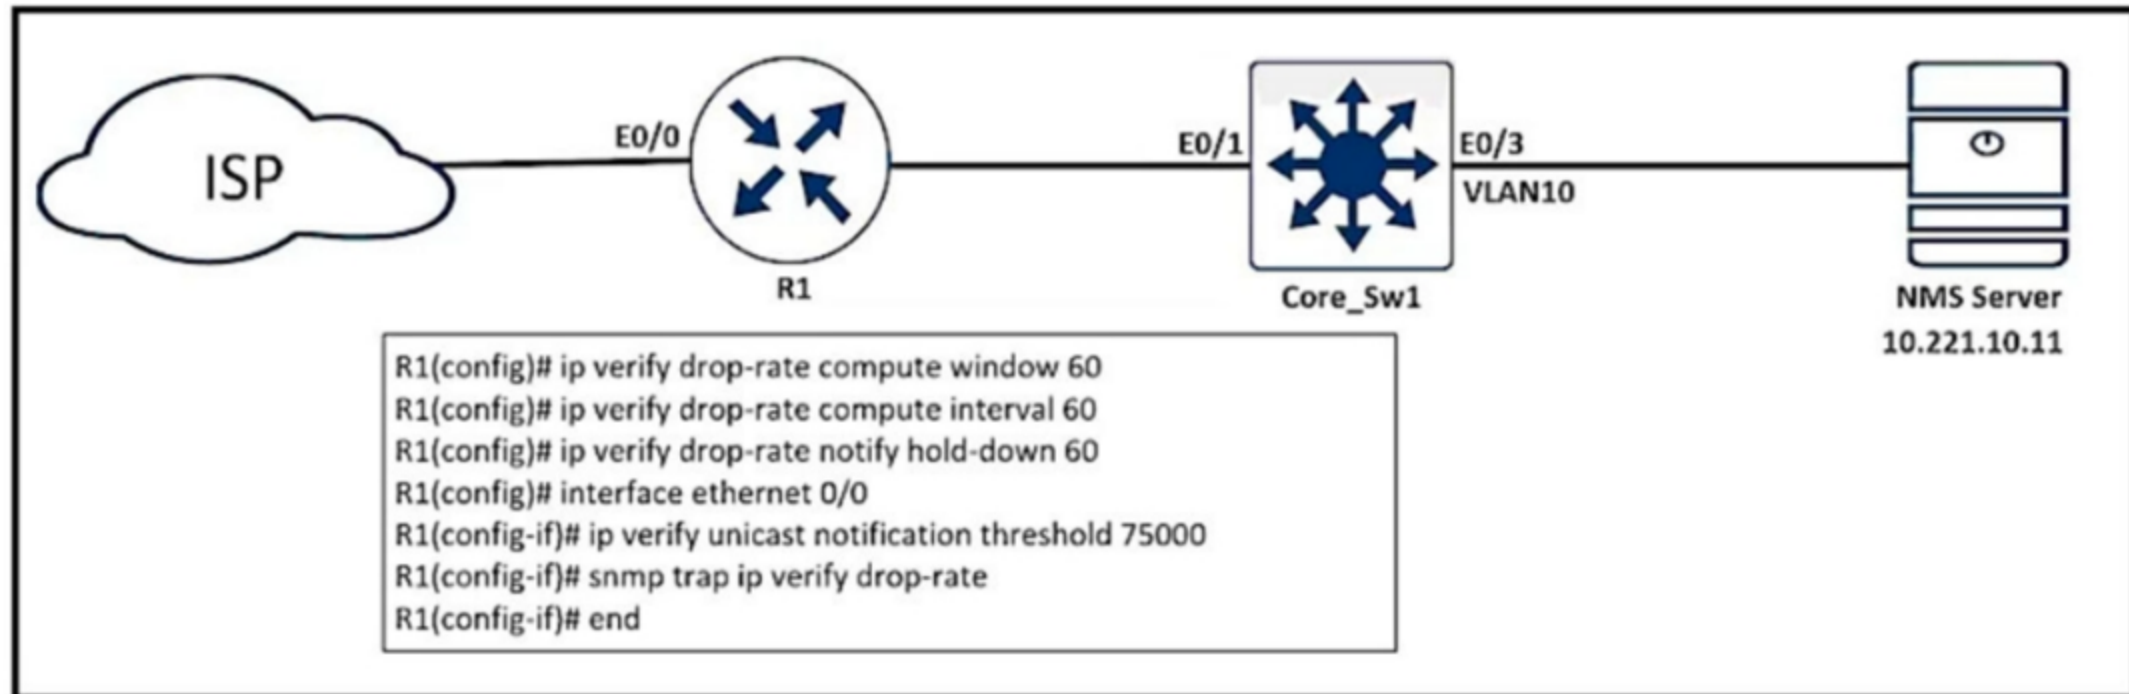 ISP
E0/0
R1
E0/1
Core_Sw1
E0/3
VLAN10
NMS Server
10.221.10.11
R1(config)# ip verify drop-rate compute window 60
R1(config)# ip verify drop-rate compute interval 60
R1(config)# ip verify drop-rate notify hold-down 60
R1(config)# interface ethernet 0/0
R1(config-if)# ip verify unicast notification threshold 75000
R1(config-if)# snmp trap ip verify drop-rate
R1(config-if)# end